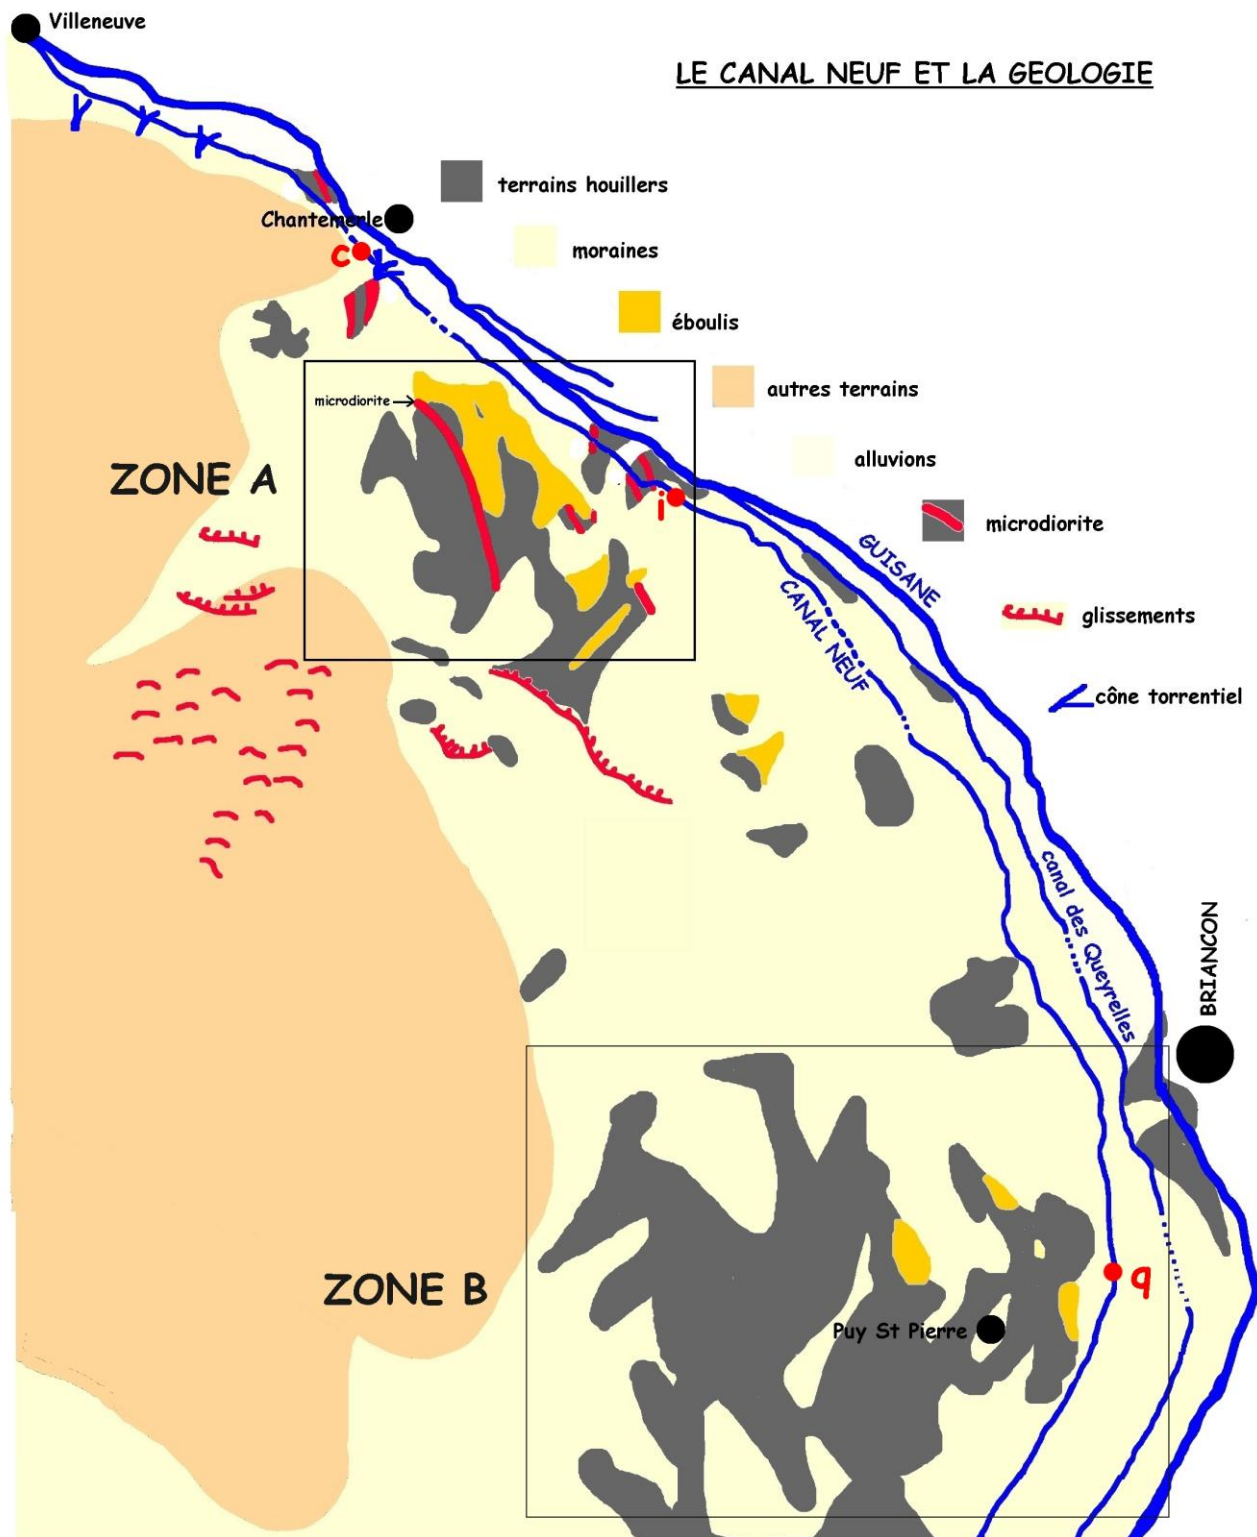 Villeneuve
LE CANAL NEUF ET LA GEOLOGIE
terrains houillers
Chantemerle
c
moraines
éboulis
microdiorite
autres terrains
ZONE A
alluvions
i
microdiorite
GUISANE
CANAL NEUF
glissements
cône torrentiel
canal des Queyrelles
BRIANCON
ZONE B
q
Puy St Pierre